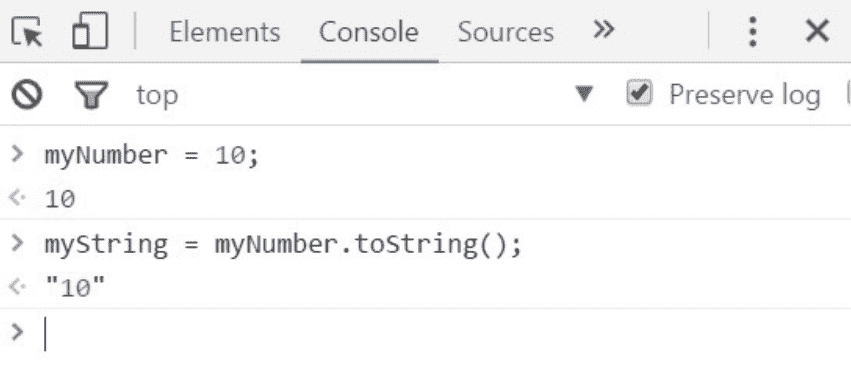 Elements Console Sources »
top ▼ Preserve log
> myNumber = 10;
<· 10
> myString = myNumber.toString();
<· "10"
>